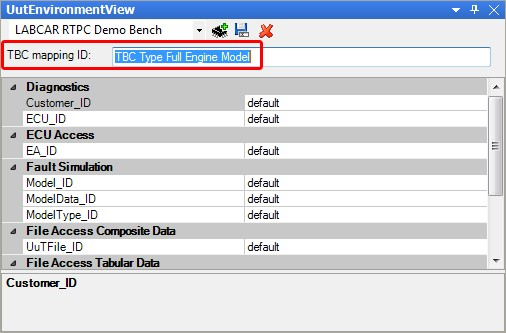 UutEnvironmentView
LABCAR RTPC Demo Bench
TBC mapping ID: TBC Type Full Engine Model
Diagnostics
Customer_ID default
ECU_ID default
ECU Access
EA_ID default
Fault Simulation
Model_ID default
ModelData_ID default
ModelType_ID default
File Access Composite Data
UuTFile_ID default
File Access Tabular Data
Customer_ID